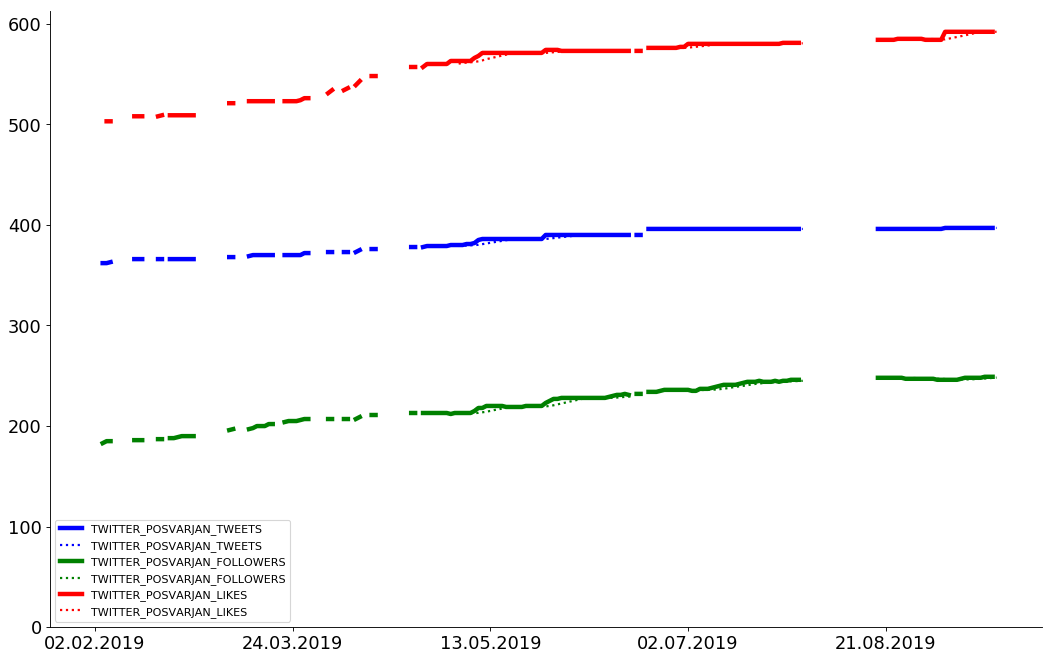 600
500
400
300
200
100
0
TWITTER_POSVARJAN_TWEETS
TWITTER_POSVARJAN_TWEETS
TWITTER_POSVARJAN_FOLLOWERS
TWITTER_POSVARJAN_FOLLOWERS
TWITTER_POSVARJAN_LIKES
TWITTER_POSVARJAN_LIKES
02.02.2019 24.03.2019 13.05.2019 02.07.2019 21.08.2019